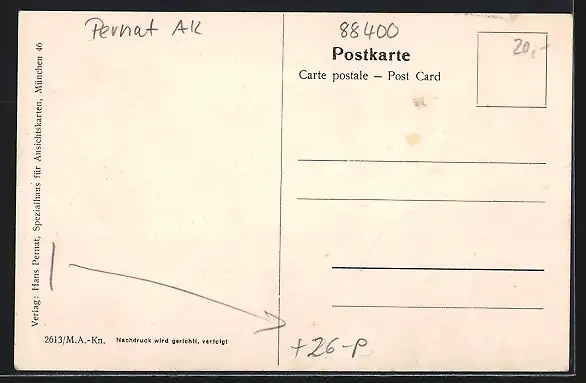 Pernat AK
88400
20,-
Postkarte
Carte postale – Post Card
Verlag: Hans Pernat, Spezialhaus für Ansichtskarten, München 46
2613/M.A.-Kn. Nachdruck wird gerichtl. verfolgt
+26-P